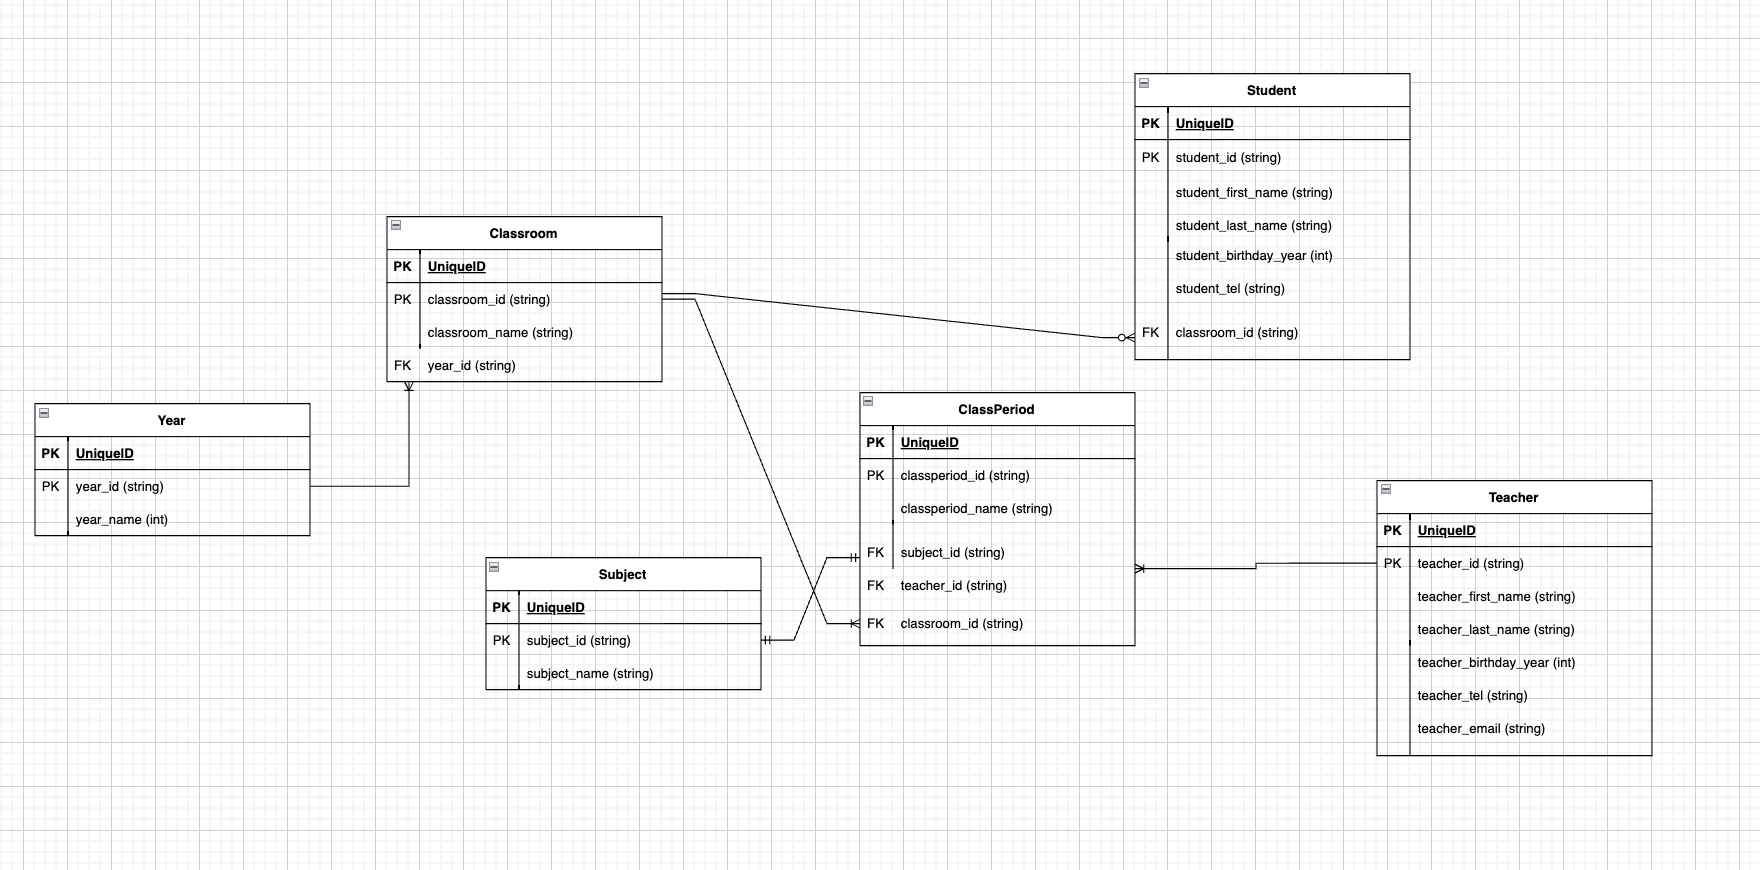 Student
PK UniqueID
PK student_id (string)
student_first_name (string)
student_last_name (string)
student_birthday_year (int)
student_tel (string)
FK classroom_id (string)
Classroom
PK UniqueID
PK classroom_id (string)
classroom_name (string)
FK year_id (string)
Year
PK UniqueID
PK year_id (string)
year_name (int)
ClassPeriod
PK UniqueID
PK classperiod_id (string)
classperiod_name (string)
FK subject_id (string)
FK teacher_id (string)
FK classroom_id (string)
Subject
PK UniqueID
PK subject_id (string)
subject_name (string)
Teacher
PK UniqueID
PK teacher_id (string)
teacher_first_name (string)
teacher_last_name (string)
teacher_birthday_year (int)
teacher_tel (string)
teacher_email (string)